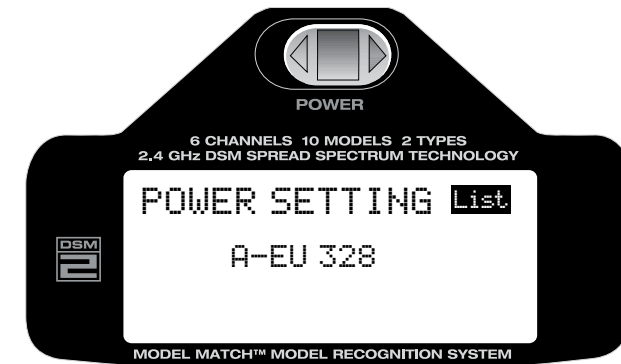 POWER
6 CHANNELS 10 MODELS 2 TYPES
2.4 GHz DSM SPREAD SPECTRUM TECHNOLOGY
POWER SETTING List
A-EU 328
DSM
2
MODEL MATCH™ MODEL RECOGNITION SYSTEM